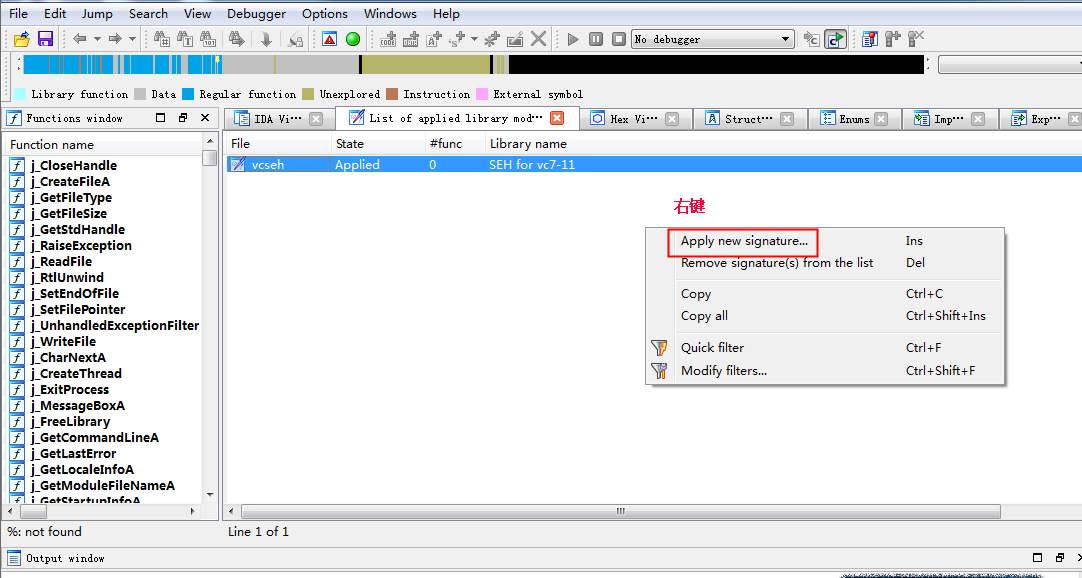 File Edit Jump Search View Debugger Options Windows Help
No debugger
Library function Data Regular function Unexplored Instruction External symbol
Functions window
IDA Vi··· List of applied library mod··· Hex Vi··· Struct··· Enums Imp··· Exp···
Function name
j_CloseHandle
j_CreateFileA
j_GetFileType
j_GetFileSize
j_GetStdHandle
j_RaiseException
j_ReadFile
j_RtlUnwind
j_SetEndOfFile
j_SetFilePointer
j_UnhandledExceptionFilter
j_WriteFile
j_CharNextA
j_CreateThread
j_ExitProcess
j_MessageBoxA
j_FreeLibrary
j_GetCommandLineA
j_GetLastError
j_GetLocaleInfoA
j_GetModuleFileNameA
j_GetStartupInfoA
%: not found
File State #func Library name
vcseh Applied 0 SEH for vc7-11
右键
Apply new signature... Ins
Remove signature(s) from the list Del
Copy Ctrl+C
Copy all Ctrl+Shift+Ins
Quick filter Ctrl+F
Modify filters... Ctrl+Shift+F
Line 1 of 1
Output window